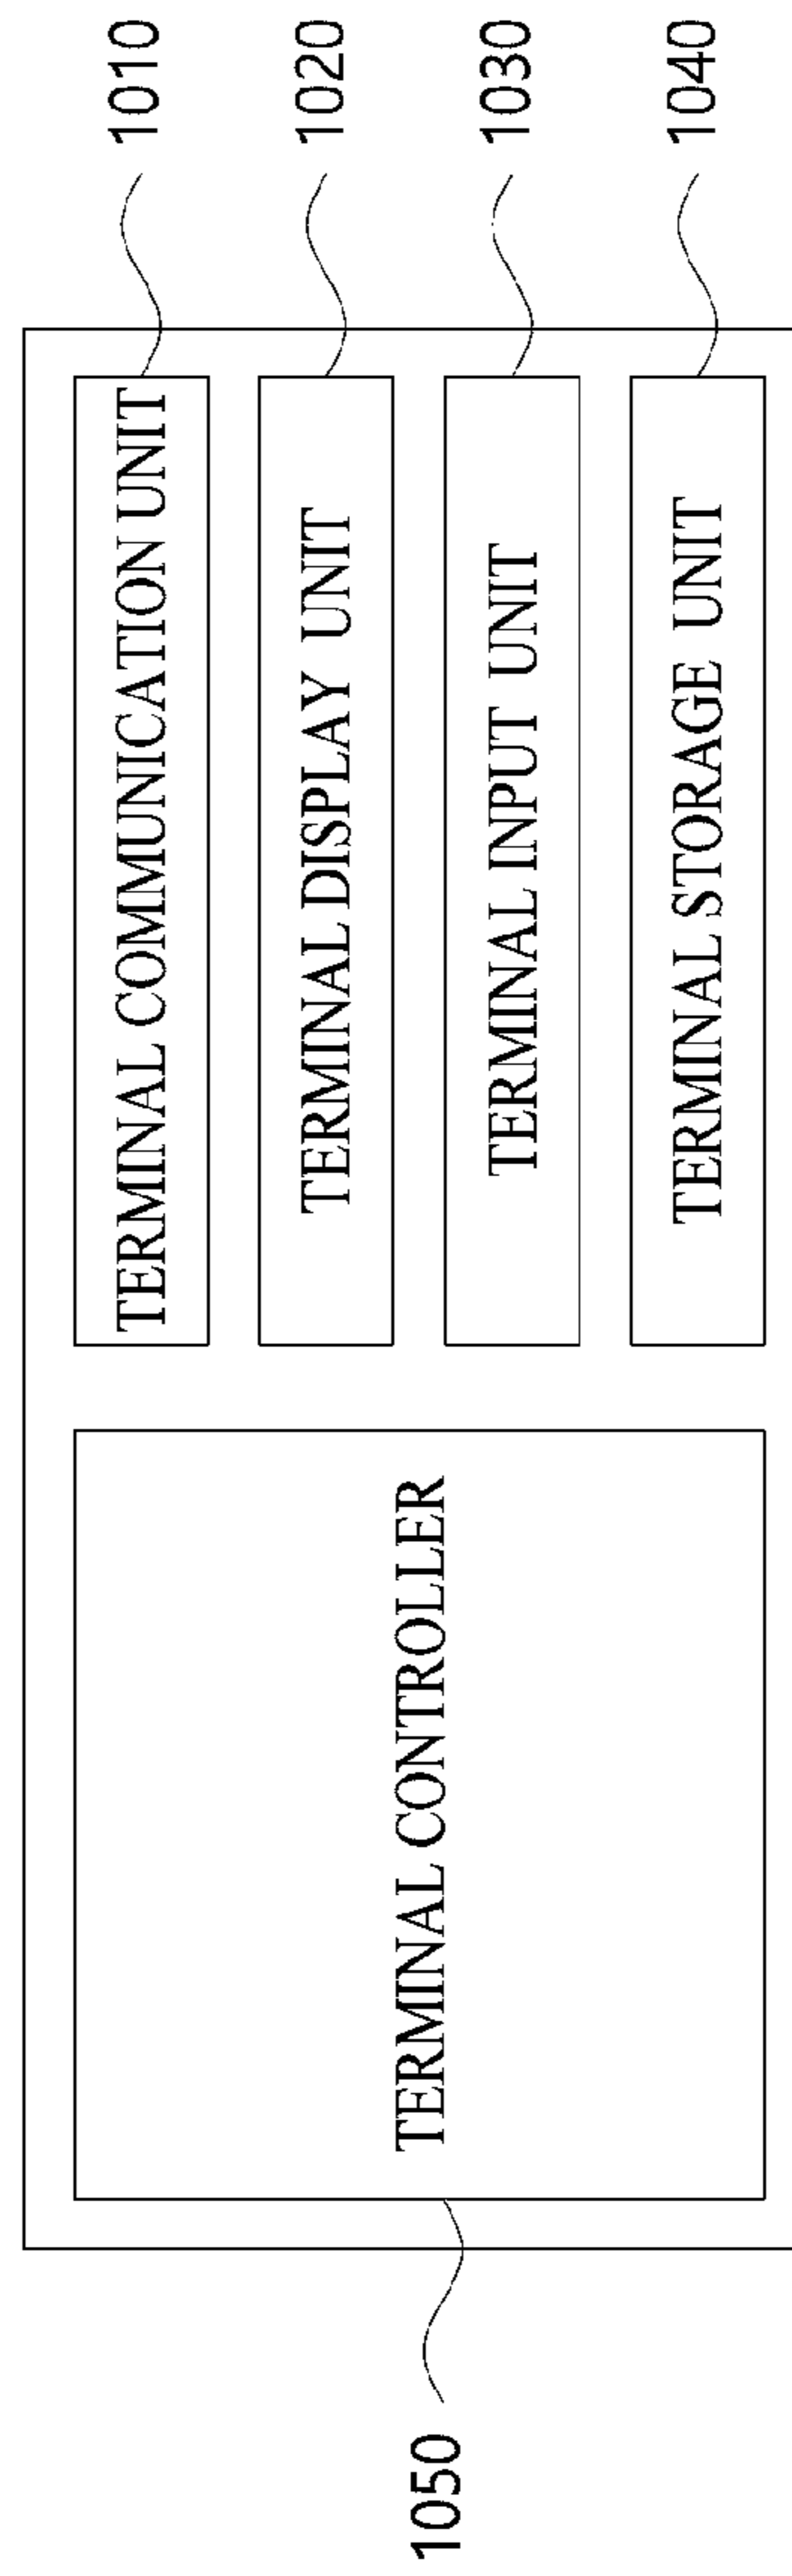 TERMINAL COMMUNICATION UNIT
1010
TERMINAL DISPLAY UNIT
1020
TERMINAL INPUT UNIT
1030
TERMINAL STORAGE UNIT
1040
TERMINAL CONTROLLER
1050